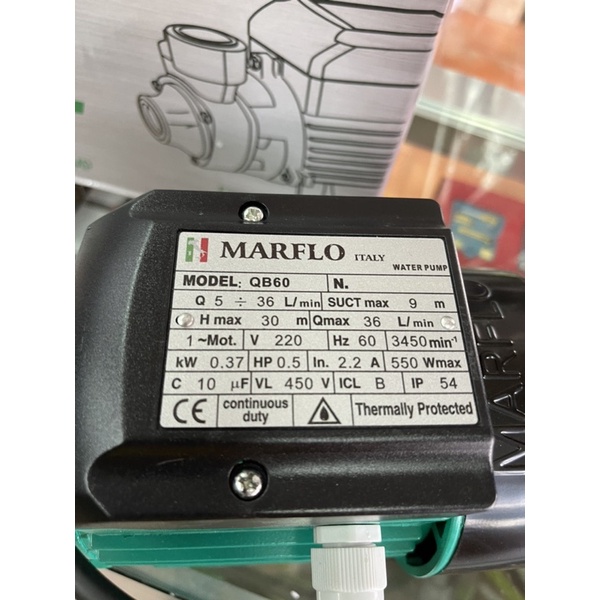 MARFLO ITALY
WATER PUMP
MODEL: QB60 N.
Q 5 ÷ 36 L/min SUCT max 9 m
H max 30 m Qmax 36 L/min
1~Mot. V 220 Hz 60 3450min⁻¹
kW 0.37 HP 0.5 In. 2.2 A 550 Wmax
C 10 µF VL 450 V ICL B IP 54
CE continuous duty Thermally Protected
MARFLO